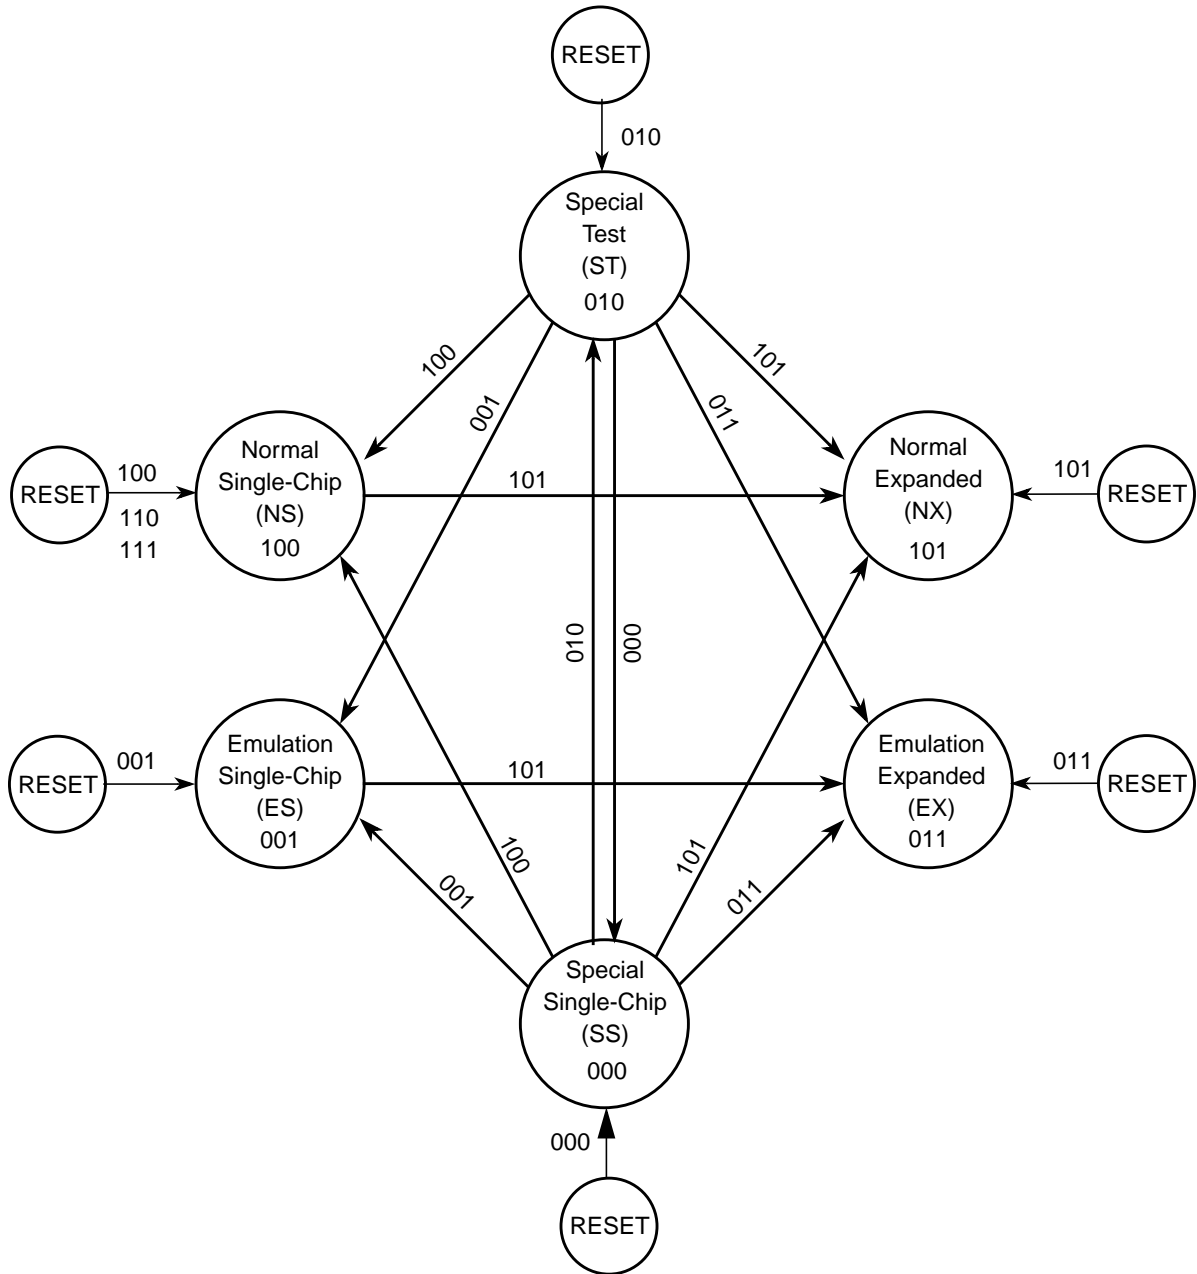 RESET
010
Special
Test
(ST)
010
100
101
001
011
Normal
Single-Chip
(NS)
100
Normal
Expanded
(NX)
101
RESET
100
110
111
101
101
RESET
010
000
Emulation
Single-Chip
(ES)
001
Emulation
Expanded
(EX)
011
RESET
001
101
011
RESET
100
101
001
011
Special
Single-Chip
(SS)
000
000
RESET